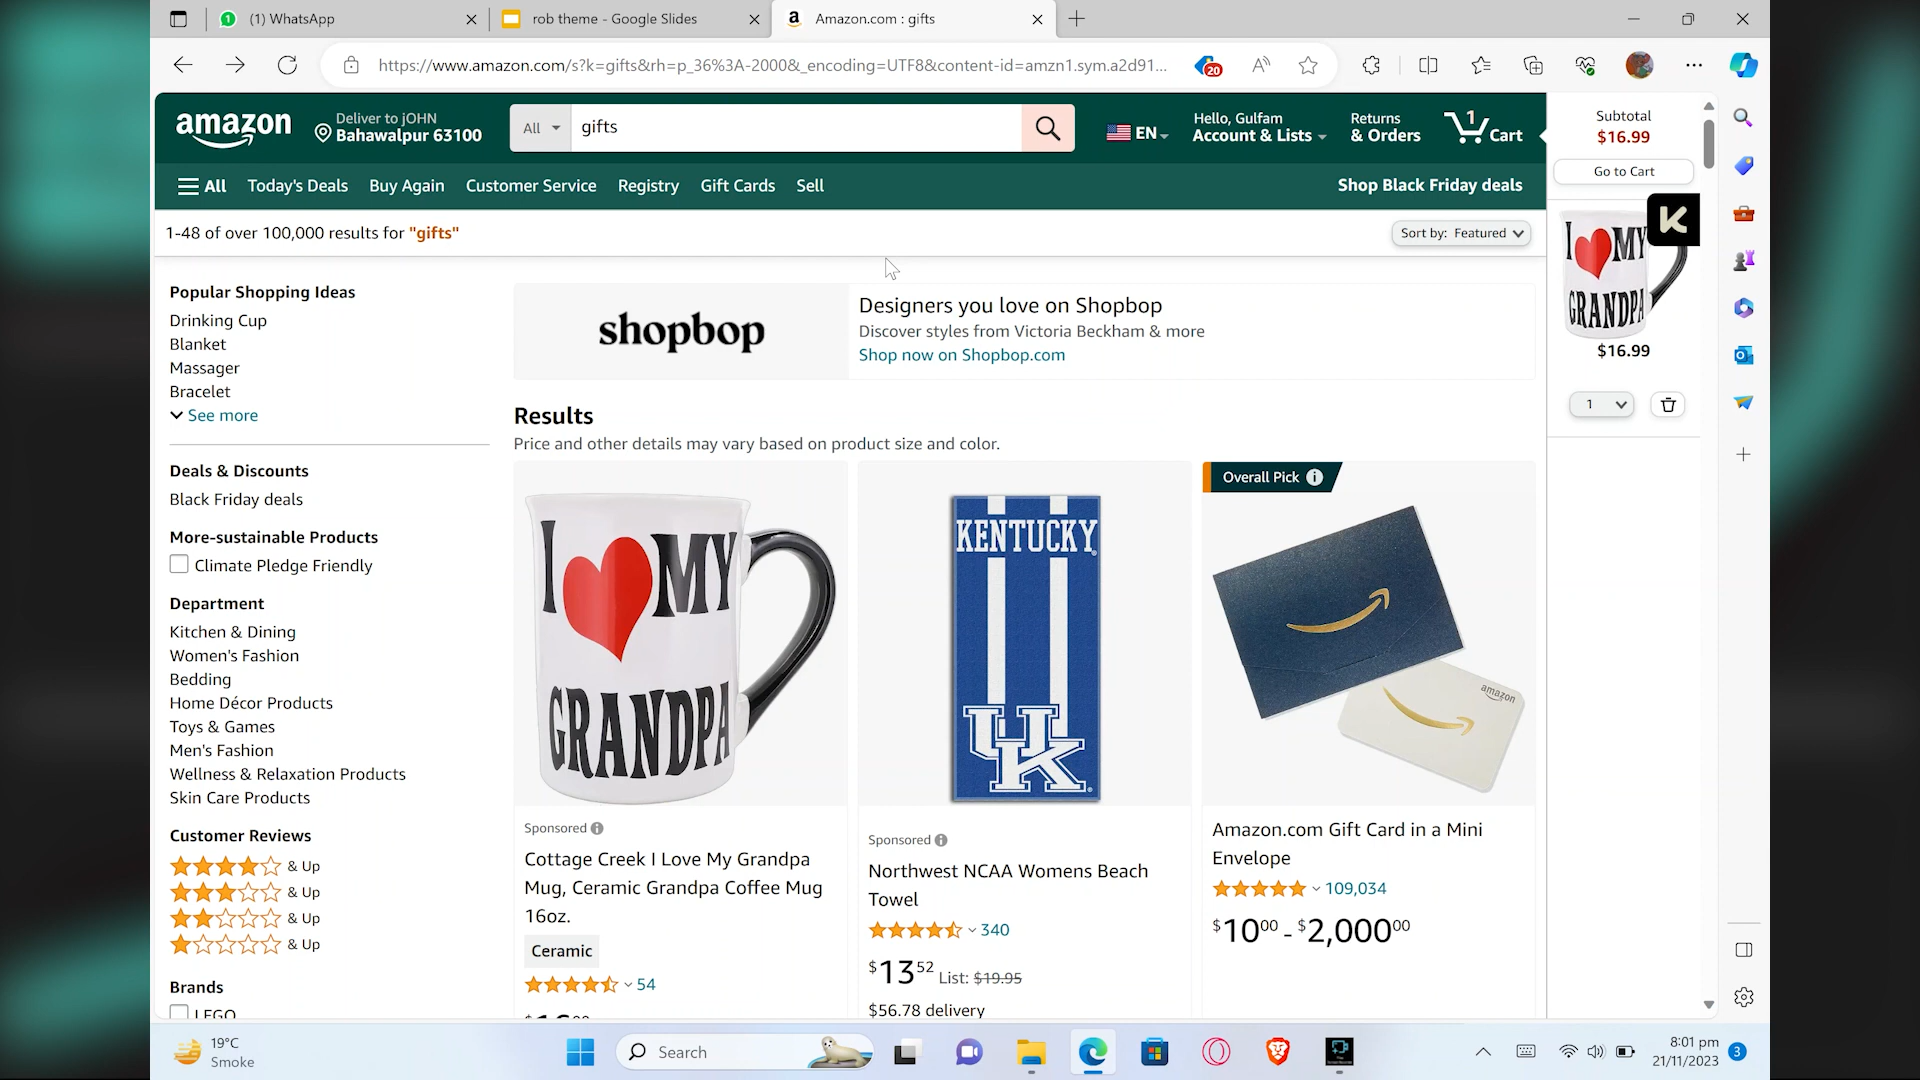 (1) WhatsApp
rob theme - Google Slides
Amazon.com : gifts
https://www.amazon.com/s?k=gifts&rh=p_36%3A-2000&_encoding=UTF8&content-id=amzn1.sym.a2d91...
20
amazon
Deliver to jOHN
Bahawalpur 63100
All
gifts
EN
Hello, Gulfam
Account & Lists
Returns
& Orders
1
Cart
All
Today's Deals
Buy Again
Customer Service
Registry
Gift Cards
Sell
Shop Black Friday deals
Subtotal
$16.99
Go to Cart
K
I MY
GRANDPA
$16.99
1
1-48 of over 100,000 results for "gifts"
Sort by: Featured
Popular Shopping Ideas
Drinking Cup
Blanket
Massager
Bracelet
See more
Deals & Discounts
Black Friday deals
More-sustainable Products
Climate Pledge Friendly
Department
Kitchen & Dining
Women's Fashion
Bedding
Home Décor Products
Toys & Games
Men's Fashion
Wellness & Relaxation Products
Skin Care Products
Customer Reviews
& Up
& Up
& Up
& Up
Brands
LEGO
shopbop
Designers you love on Shopbop
Discover styles from Victoria Beckham & more
Shop now on Shopbop.com
Results
Price and other details may vary based on product size and color.
I MY
GRANDPA
Sponsored
Cottage Creek I Love My Grandpa
Mug, Ceramic Grandpa Coffee Mug
16oz.
Ceramic
54
KENTUCKY
UK
Sponsored
Northwest NCAA Womens Beach
Towel
340
$13.52 List: $19.95
$56.78 delivery
Overall Pick
amazon
Amazon.com Gift Card in a Mini
Envelope
109,034
$10.00 - $2,000.00
19°C
Smoke
Search
8:01 pm
21/11/2023
3